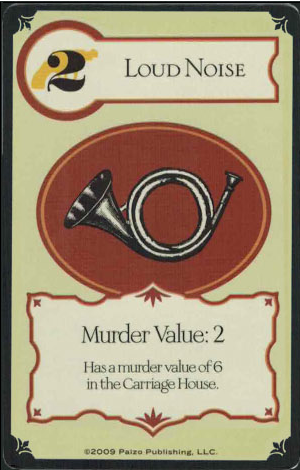 2
LOUD NOISE
Murder Value: 2
Has a murder value of 6
in the Carriage House.
©2009 Paizo Publishing, LLC.